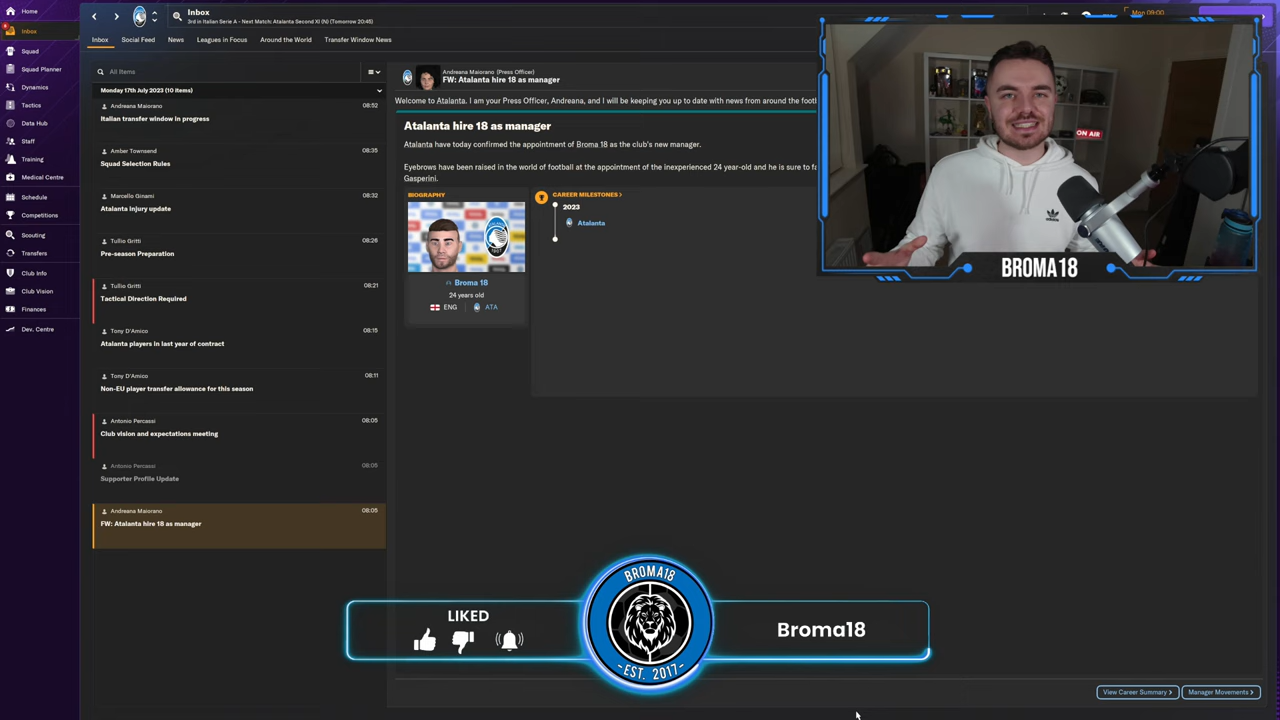 Home
Inbox
Squad
Squad Planner
Dynamics
Tactics
Data Hub
Staff
Training
Medical Centre
Schedule
Competitions
Scouting
Transfers
Club Info
Club Vision
Finances
Dev. Centre
Inbox
3rd in Italian Serie A - Next Match: Atalanta Second XI (N) (Tomorrow 20:45)
Mon 09:00
Inbox Social Feed News Leagues in Focus Around the World Transfer Window News
All Items
Monday 17th July 2023 (10 items)
Andreana Maiorano 08:52
Italian transfer window in progress
Amber Townsend 08:35
Squad Selection Rules
Marcello Ginami 08:32
Atalanta injury update
Tullio Gritti 08:26
Pre-season Preparation
Tullio Gritti 08:21
Tactical Direction Required
Tony D'Amico 08:15
Atalanta players in last year of contract
Tony D'Amico 08:11
Non-EU player transfer allowance for this season
Antonio Percassi 08:05
Club vision and expectations meeting
Antonio Percassi 08:05
Supporter Profile Update
Andreana Maiorano 08:05
FW: Atalanta hire 18 as manager
Andreana Maiorano (Press Officer)
FW: Atalanta hire 18 as manager
Welcome to Atalanta. I am your Press Officer, Andreana, and I will be keeping you up to date with news from around the
Atalanta hire 18 as manager
Atalanta have today confirmed the appointment of Broma 18 as the club's new manager.
Eyebrows have been raised in the world of football at the appointment of the inexperienced 24 year-old and he is sure to
Gasperini.
BIOGRAPHY
Broma 18
24 years old
ENG ATA
CAREER MILESTONES >
2023
Atalanta
ON AIR
adidas
BROMA18
LIKED
BROMA18
-EST. 2017-
Broma18
View Career Summary >
Manager Movements >